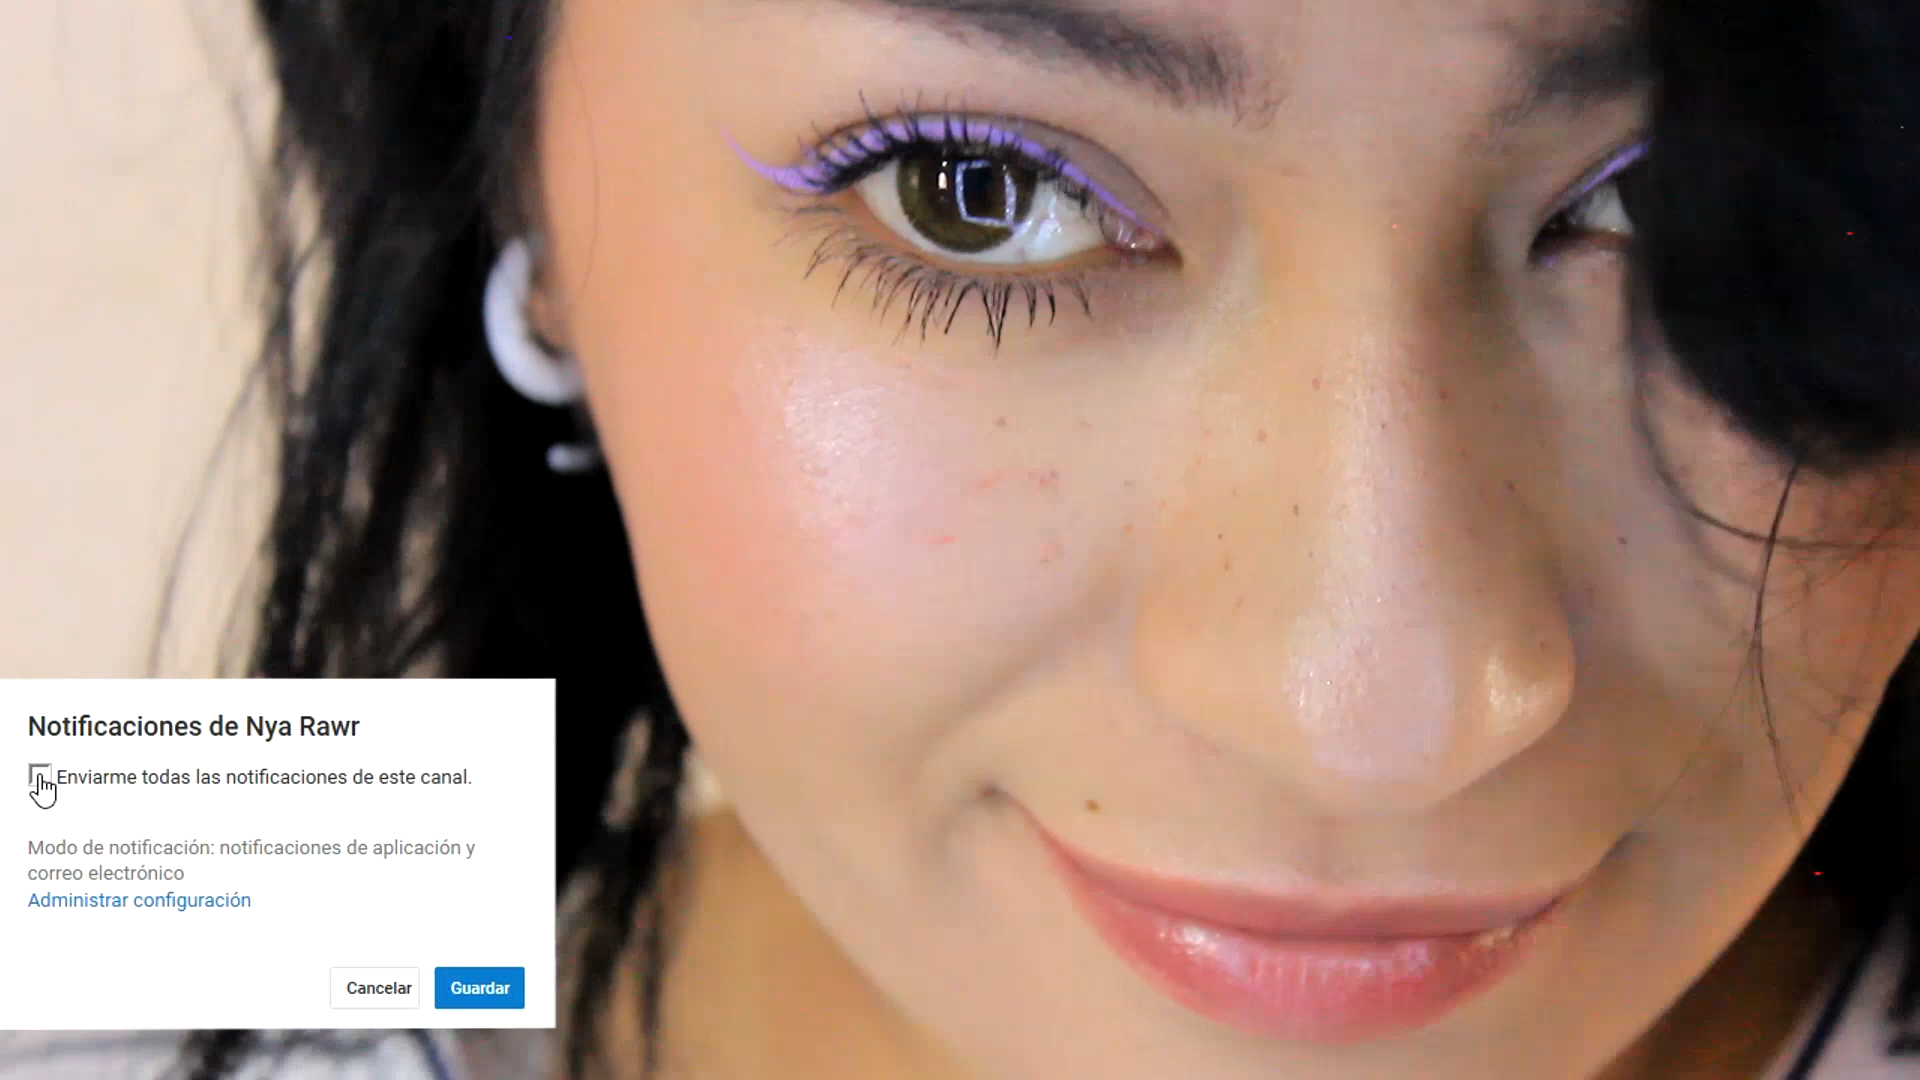 Notificaciones de Nya Rawr
Enviarme todas las notificaciones de este canal.
Modo de notificación: notificaciones de aplicación y
correo electrónico
Administrar configuración
Cancelar
Guardar